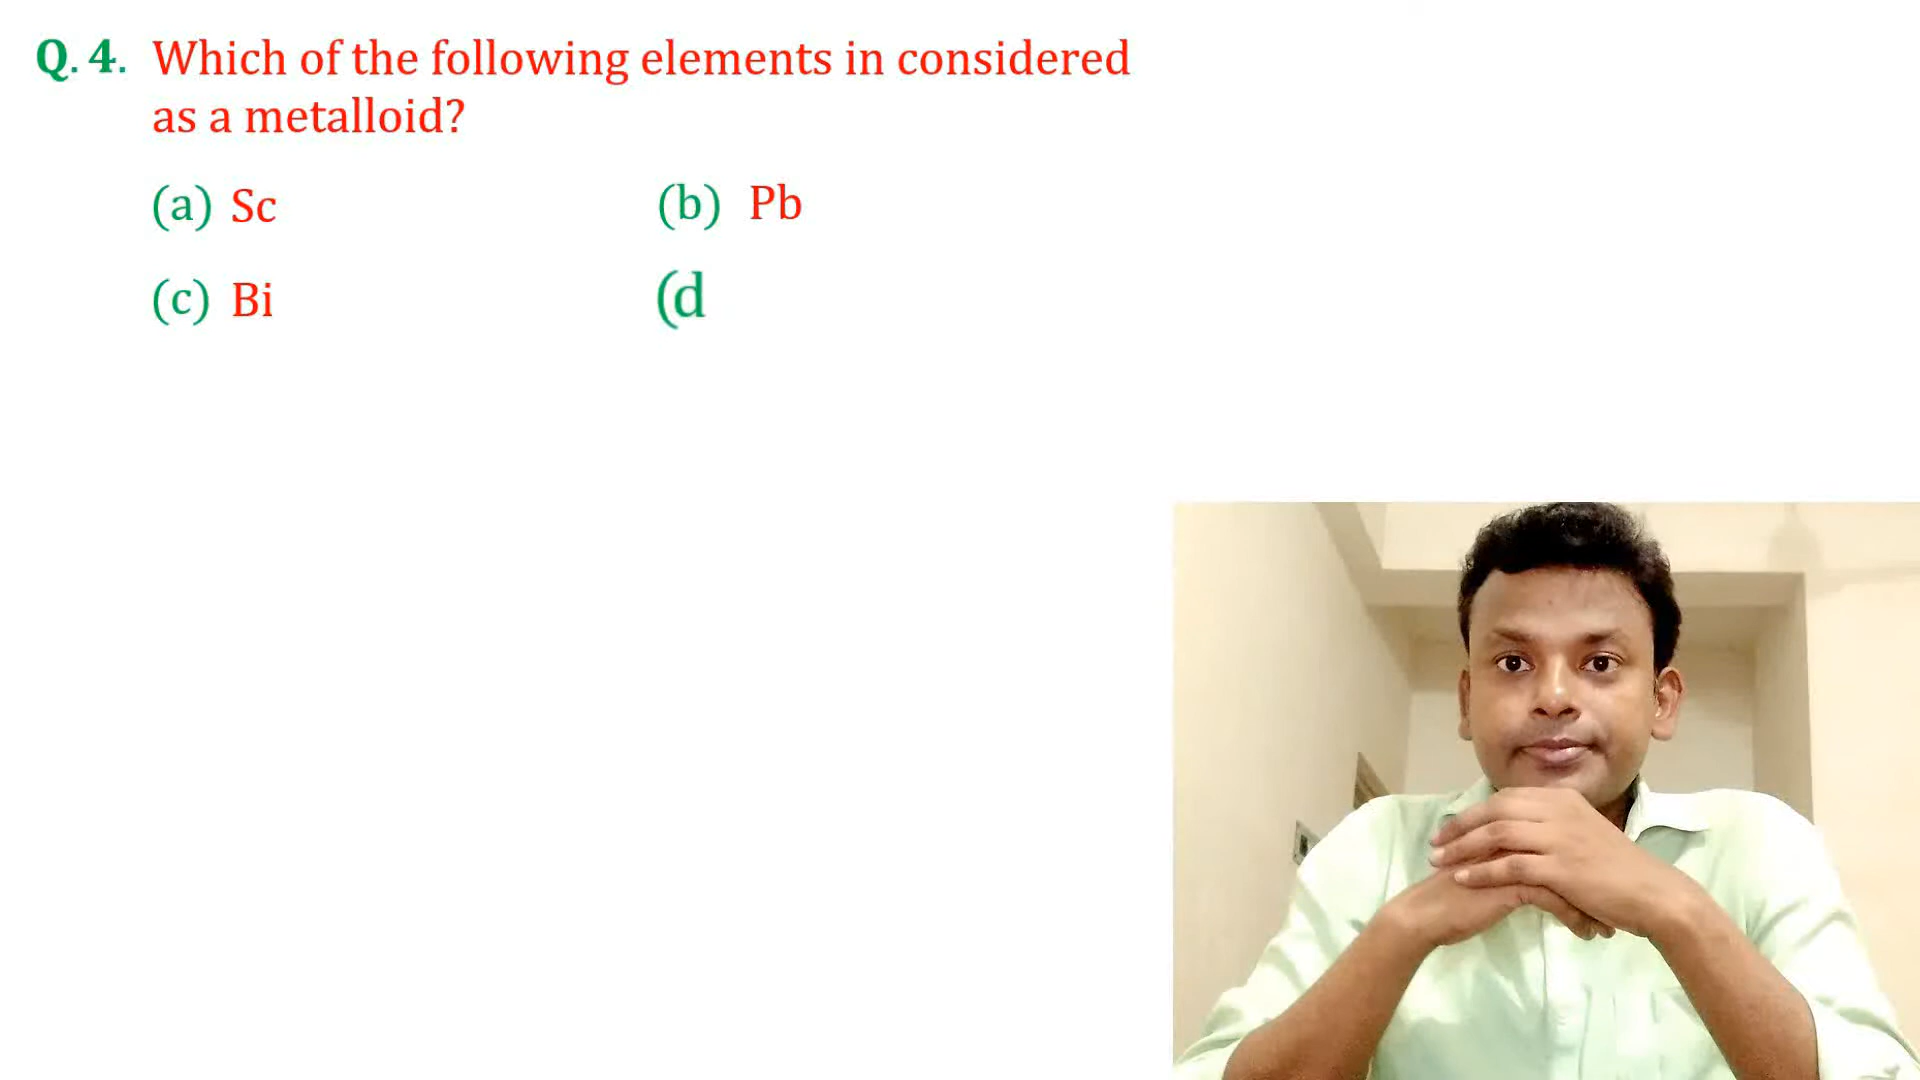 Q. 4. Which of the following elements in considered
as a metalloid?
(a) Sc (b) Pb
(c) Bi (d